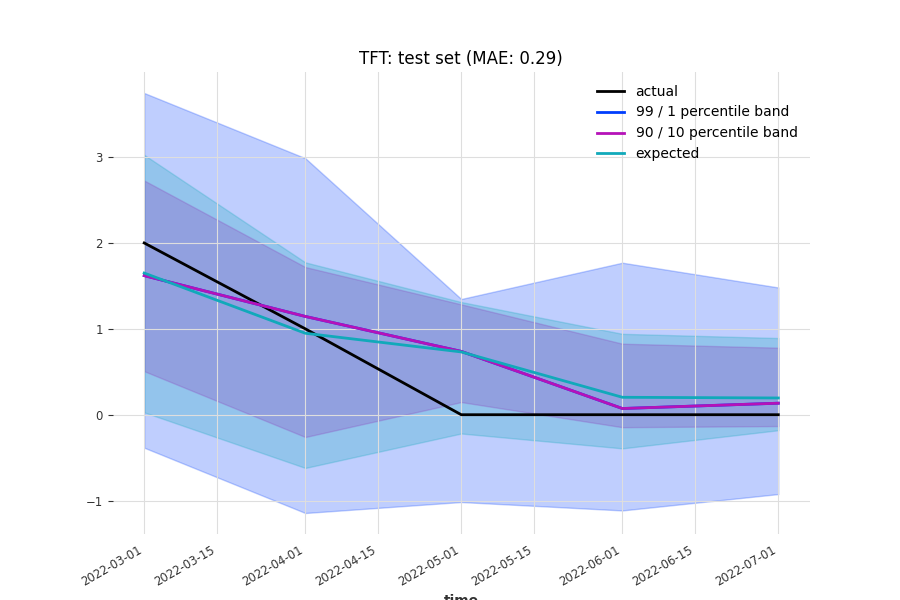 TFT: test set (MAE: 0.29)
actual
99 / 1 percentile band
90 / 10 percentile band
expected
3
2
1
0
−1
2022-03-01
2022-03-15
2022-04-01
2022-04-15
2022-05-01
2022-05-15
2022-06-01
2022-06-15
2022-07-01
time